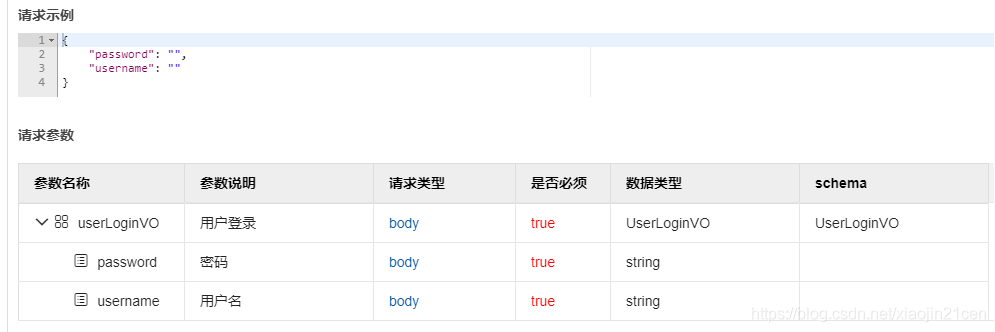 请求示例
1 {
2 "password": "",
3 "username": ""
4 }
请求参数
参数名称 参数说明 请求类型 是否必须 数据类型 schema
userLoginVO 用户登录 body true UserLoginVO UserLoginVO
password 密码 body true string
username 用户名 body true string
https://blog.csdn.net/xiaojin21cen